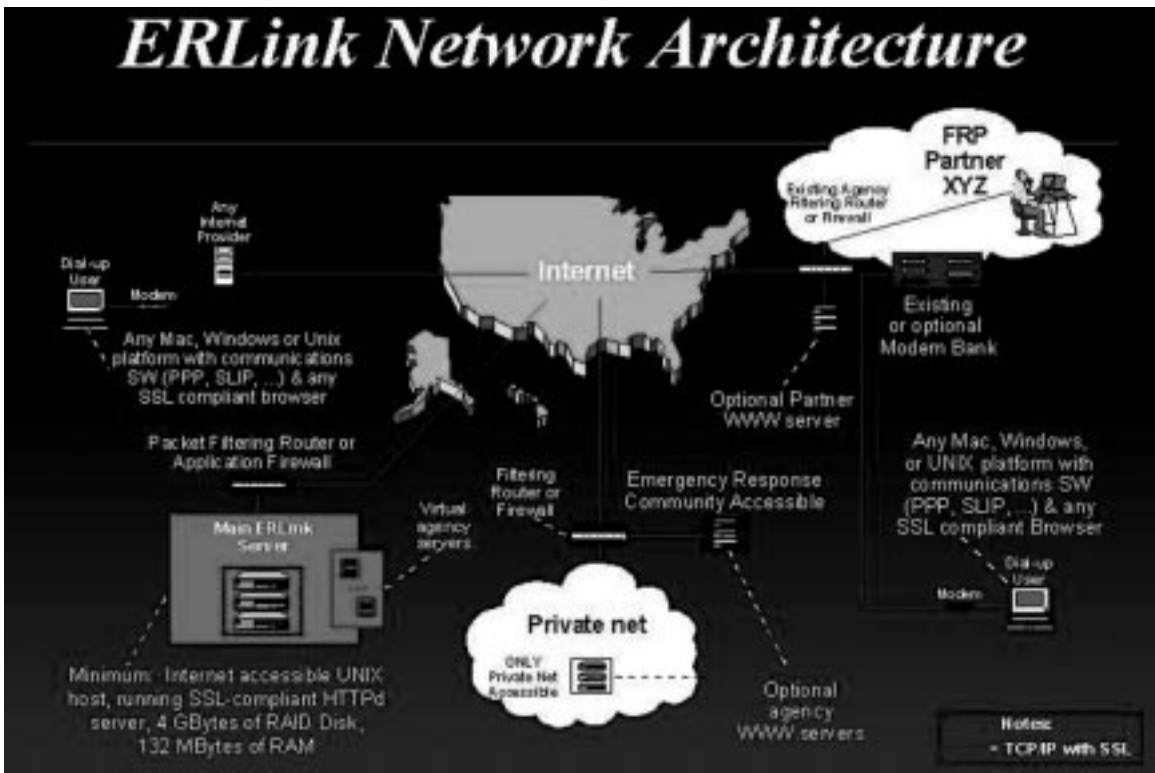 ERLink Network Architecture
FRP
Partner
XYZ
Existing Agency
Filtering Router
or Firewall
Any
Internet
Provider
Dial-up
User
Modem
Internet
Existing
or optional
Modem Bank
Any Mac, Windows or Unix
platform with communications
SW (PPP, SLIP, ...) & any
SSL compliant browser
Optional Partner
WWW server
Packet Filtering Router or
Application Firewall
Filtering
Router or
Firewall
Emergency Response
Community Accessible
Any Mac, Windows,
or UNIX platform with
communications SW
(PPP, SLIP, ...) & any
SSL compliant Browser
Virtual
agency
servers
Main ERLink
Server
Dial-up
User
Modem
Private net
ONLY
Private Net
Accessible
Minimum: Internet accessible UNIX
host, running SSL-compliant HTTPd
server, 4 GBytes of RAID Disk,
132 MBytes of RAM
Optional
agency
WWW servers
Notes:
= TCP/IP with SSL